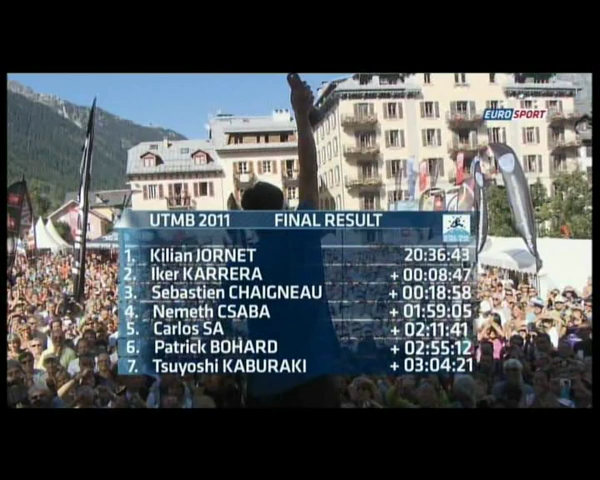 EUROSPORT
UTMB 2011 FINAL RESULT
1. Kilian JORNET 20:36:43
2. Iker KARRERA + 00:08:47
3. Sebastien CHAIGNEAU + 00:18:58
4. Nemeth CSABA + 01:59:05
5. Carlos SA + 02:11:41
6. Patrick BOHARD + 02:55:12
7. Tsuyoshi KABURAKI + 03:04:21